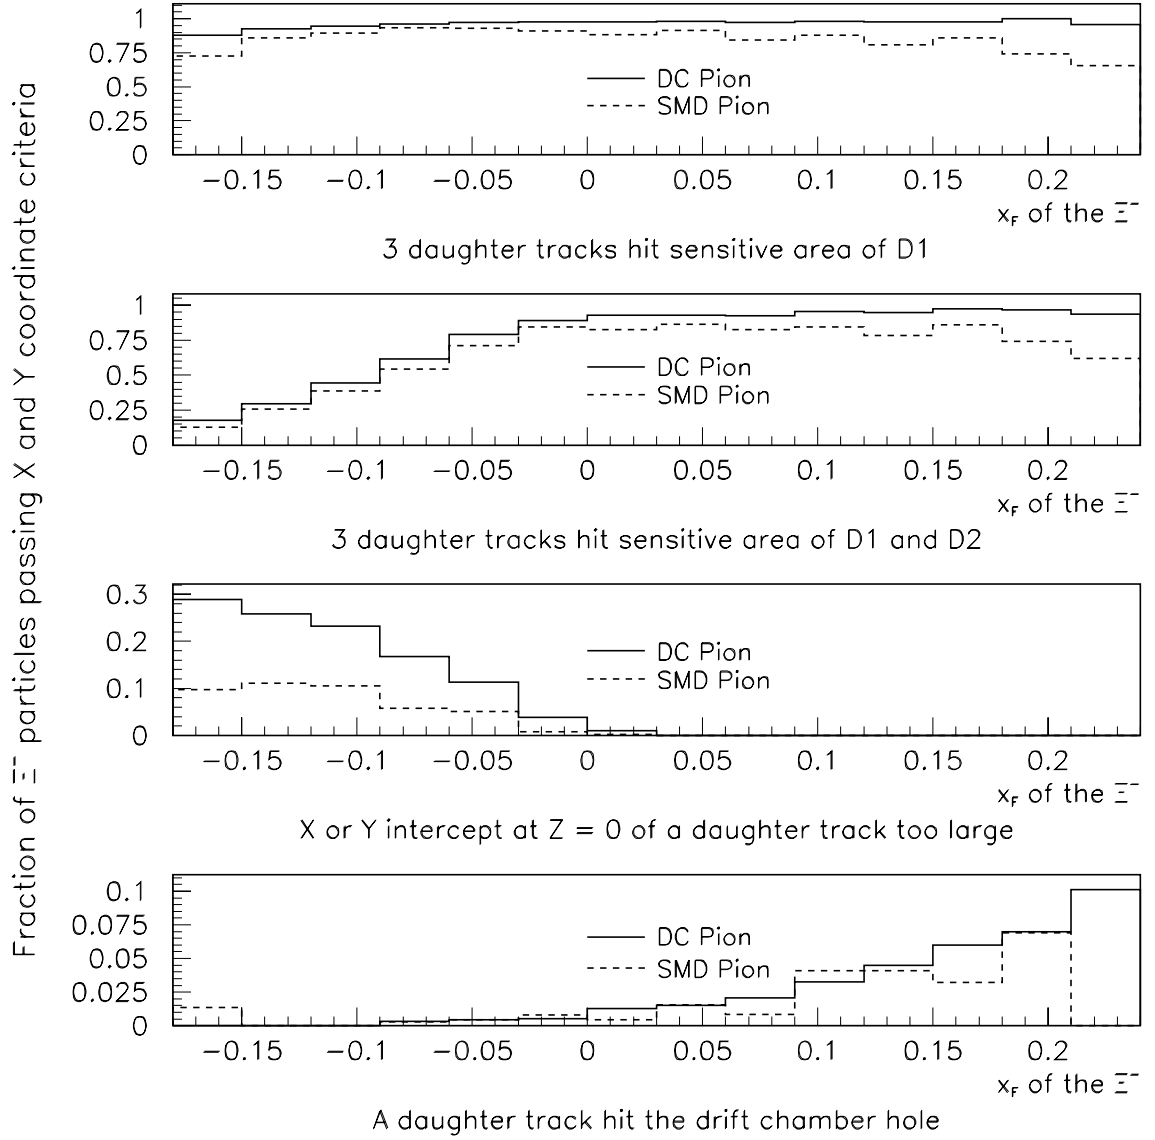 Fraction of Ξ⁻ particles passing X and Y coordinate criteria
1
0.75
0.5
0.25
0
DC Pion
SMD Pion
−0.15 −0.1 −0.05 0 0.05 0.1 0.15 0.2
x_F of the Ξ⁻
3 daughter tracks hit sensitive area of D1
1
0.75
0.5
0.25
0
DC Pion
SMD Pion
−0.15 −0.1 −0.05 0 0.05 0.1 0.15 0.2
x_F of the Ξ⁻
3 daughter tracks hit sensitive area of D1 and D2
0.3
0.2
0.1
0
DC Pion
SMD Pion
−0.15 −0.1 −0.05 0 0.05 0.1 0.15 0.2
x_F of the Ξ⁻
X or Y intercept at Z = 0 of a daughter track too large
0.1
0.075
0.05
0.025
0
DC Pion
SMD Pion
−0.15 −0.1 −0.05 0 0.05 0.1 0.15 0.2
x_F of the Ξ⁻
A daughter track hit the drift chamber hole